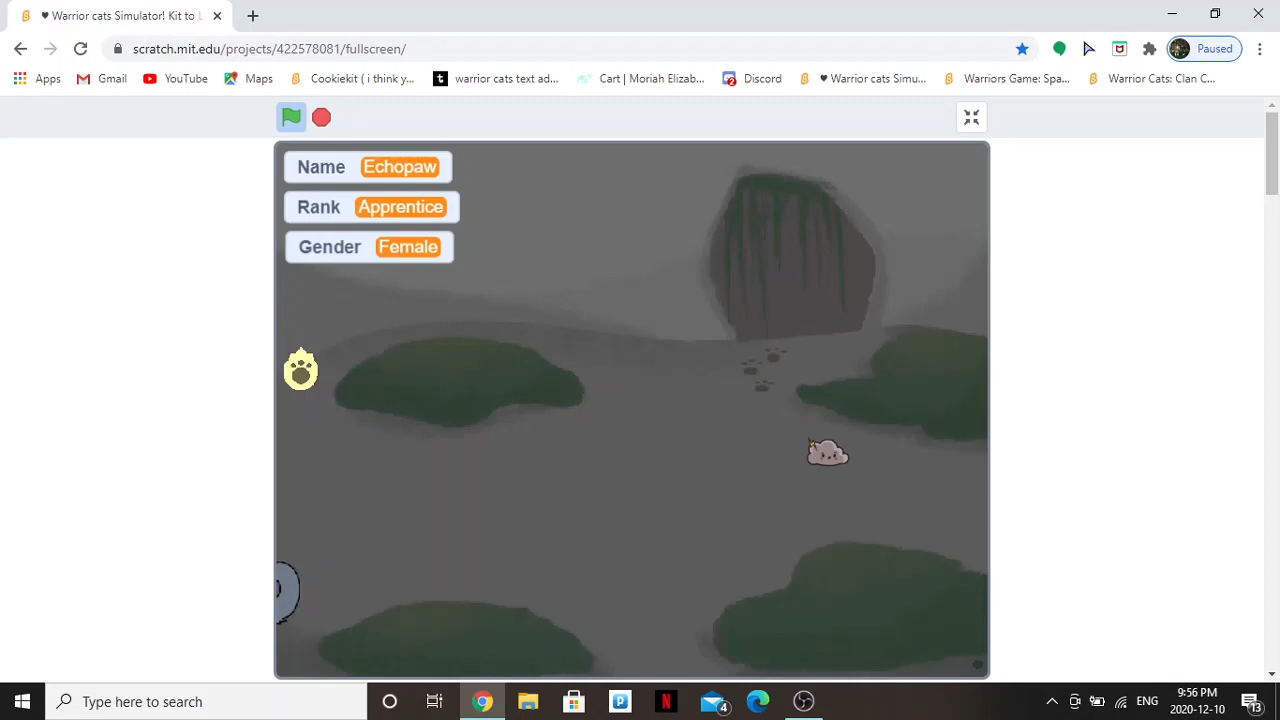 ♥ Warrior cats Simulator! Kit to L
scratch.mit.edu/projects/422578081/fullscreen/
Paused
Apps Gmail YouTube Maps Cookiekit ( i think y... warrior cats text ad... Cart | Moriah Elizab... Discord ♥ Warrior cats Simu... Warriors Game: Spa... Warrior Cats: Clan C...
Name Echopaw
Rank Apprentice
Gender Female
Type here to search
4
ENG
9:56 PM
2020-12-10
13